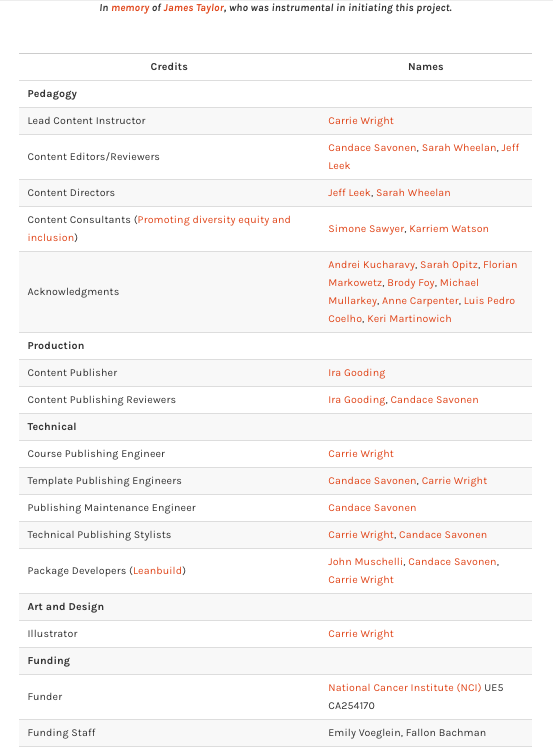 In memory of James Taylor, who was instrumental in initiating this project.
Credits Names
Pedagogy
Lead Content Instructor Carrie Wright
Content Editors/Reviewers Candace Savonen, Sarah Wheelan, Jeff
Leek
Content Directors Jeff Leek, Sarah Wheelan
Content Consultants (Promoting diversity equity and
inclusion) Simone Sawyer, Karriem Watson
Acknowledgments Andrei Kucharavy, Sarah Opitz, Florian
Markowetz, Brody Foy, Michael
Mullarkey, Anne Carpenter, Luis Pedro
Coelho, Keri Martinowich
Production
Content Publisher Ira Gooding
Content Publishing Reviewers Ira Gooding, Candace Savonen
Technical
Course Publishing Engineer Carrie Wright
Template Publishing Engineers Candace Savonen, Carrie Wright
Publishing Maintenance Engineer Candace Savonen
Technical Publishing Stylists Carrie Wright, Candace Savonen
Package Developers (Leanbuild) John Muschelli, Candace Savonen,
Carrie Wright
Art and Design
Illustrator Carrie Wright
Funding
Funder National Cancer Institute (NCI) UE5
CA254170
Funding Staff Emily Voeglein, Fallon Bachman